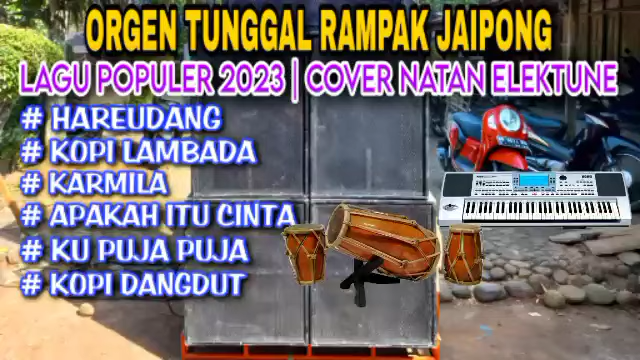 ORGEN TUNGGAL RAMPAK JAIPONG
LAGU POPULER 2023 | COVER NATAN ELEKTUNE
# HAREUDANG
# KOPI LAMBADA
# KARMILA
# APAKAH ITU CINTA
# KU PUJA PUJA
# KOPI DANGDUT